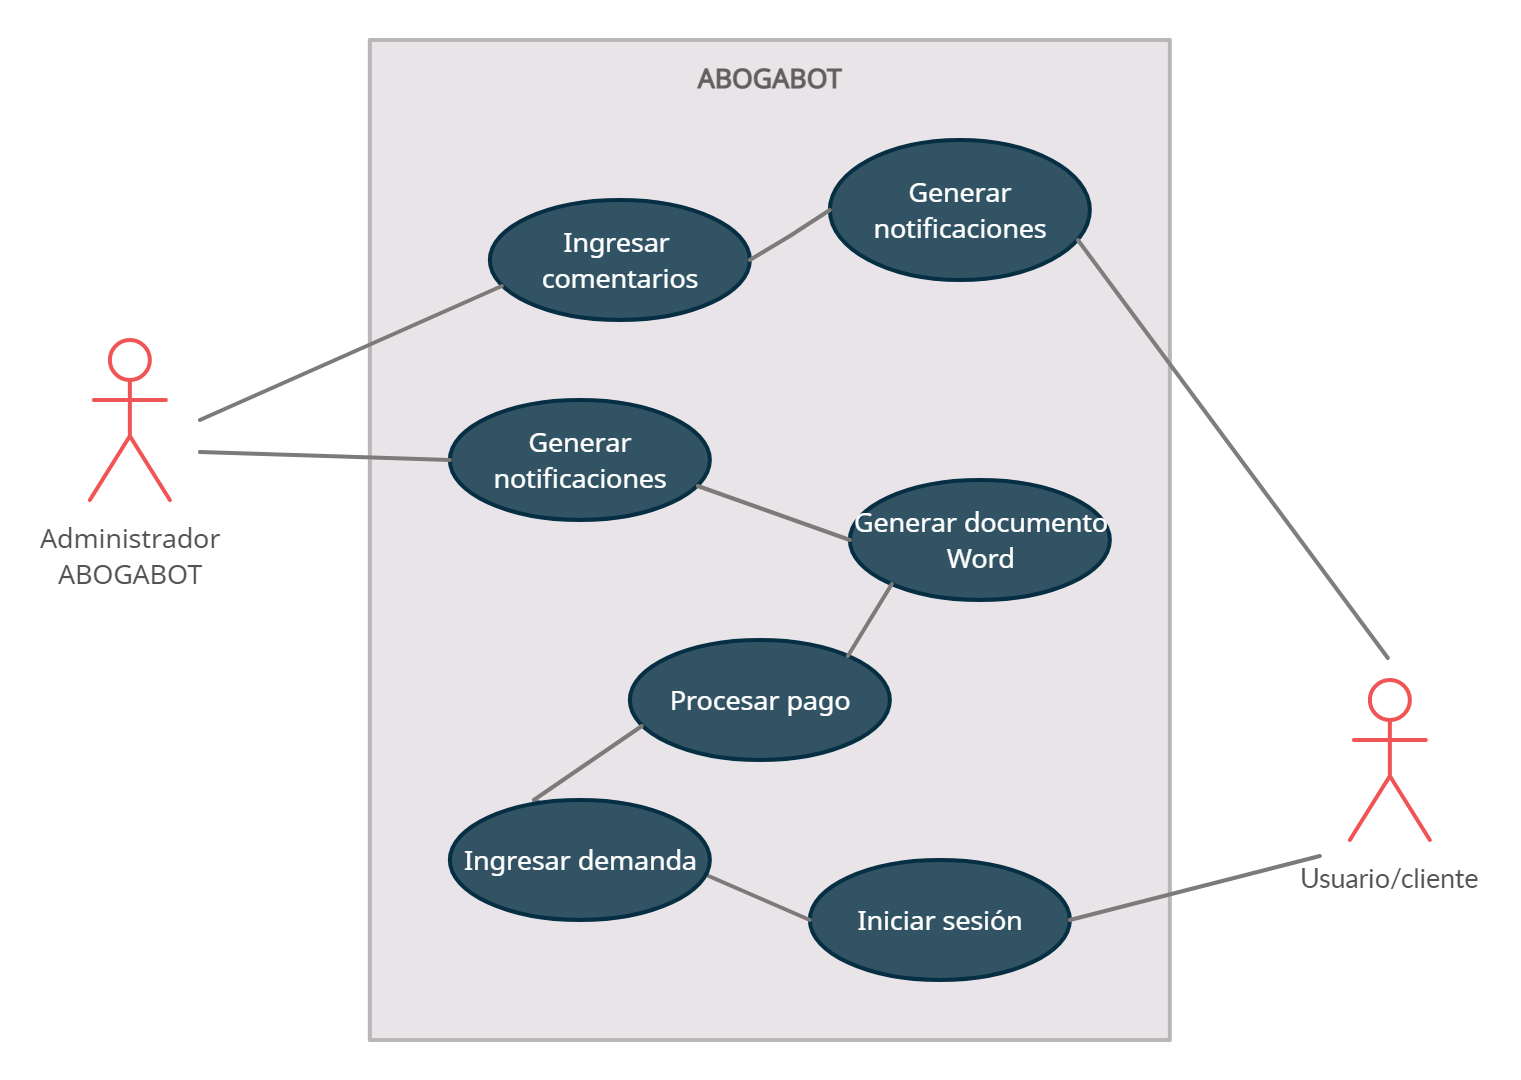 ABOGABOT
Generar
notificaciones
Ingresar
comentarios
Generar
notificaciones
Generar documento
Word
Administrador
ABOGABOT
Procesar pago
Ingresar demanda
Iniciar sesión
Usuario/cliente